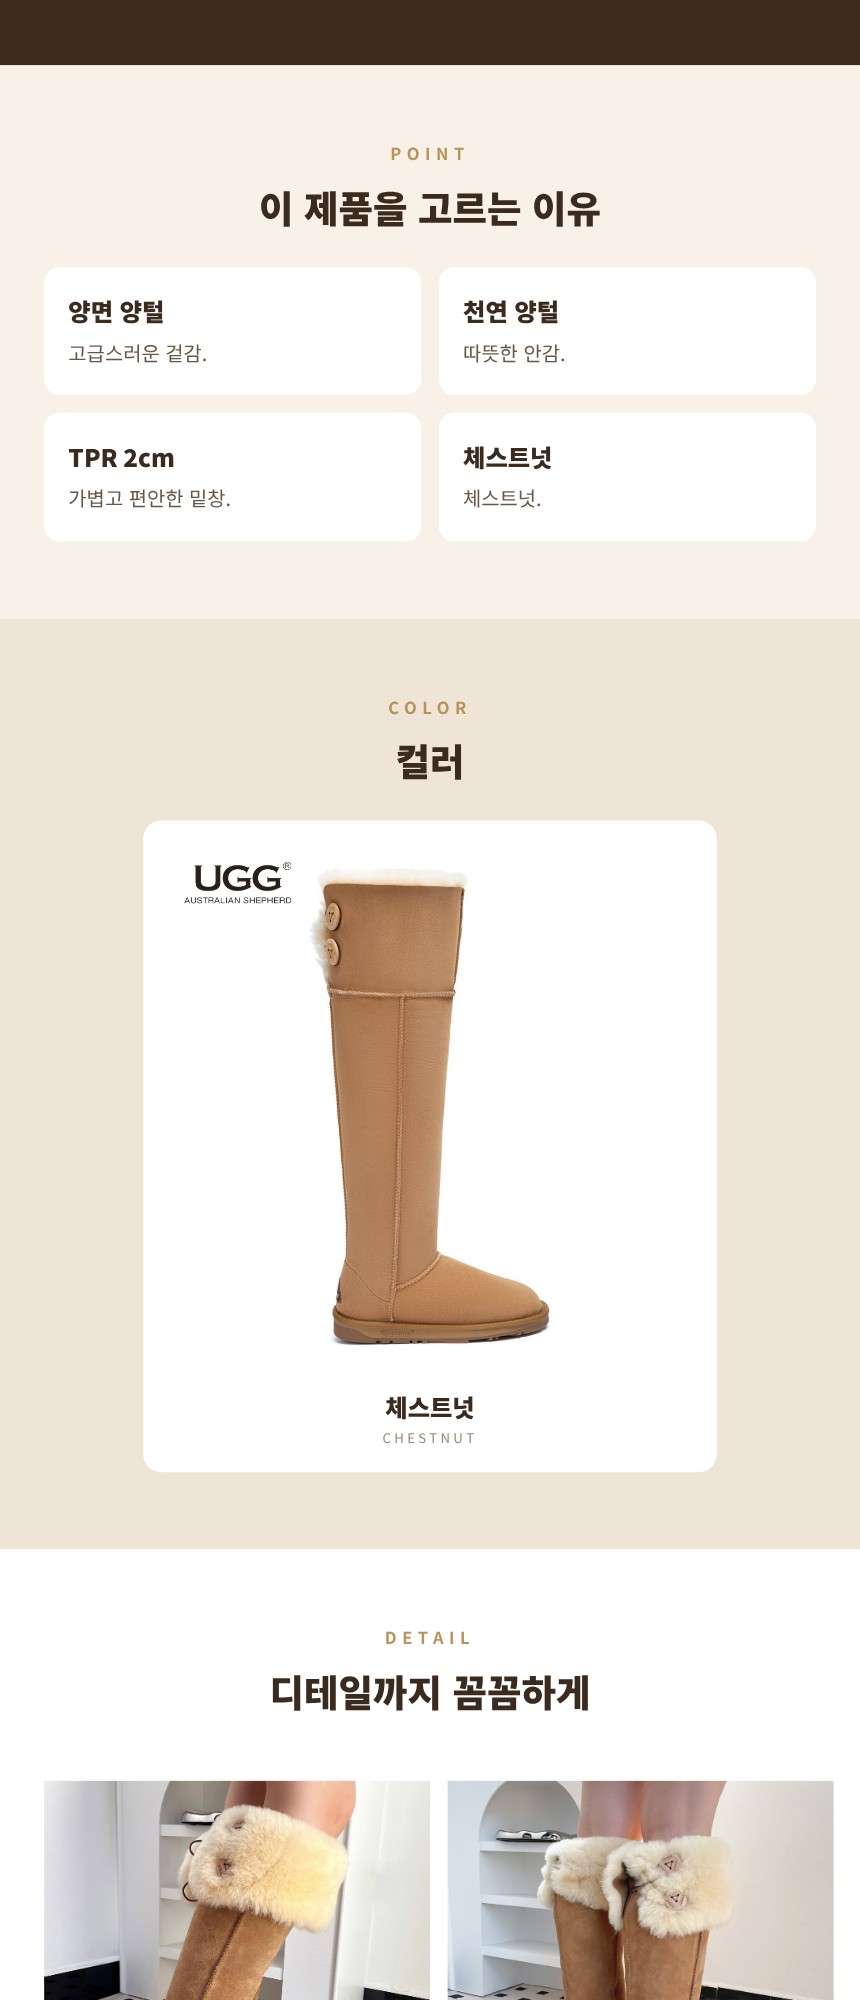 POINT
이 제품을 고르는 이유
양면 양털
고급스러운 겉감.
천연 양털
따뜻한 안감.
TPR 2cm
가볍고 편안한 밑창.
체스트넛
체스트넛.
COLOR
컬러
UGG®
AUSTRALIAN SHEPHERD
체스트넛
CHESTNUT
DETAIL
디테일까지 꼼꼼하게